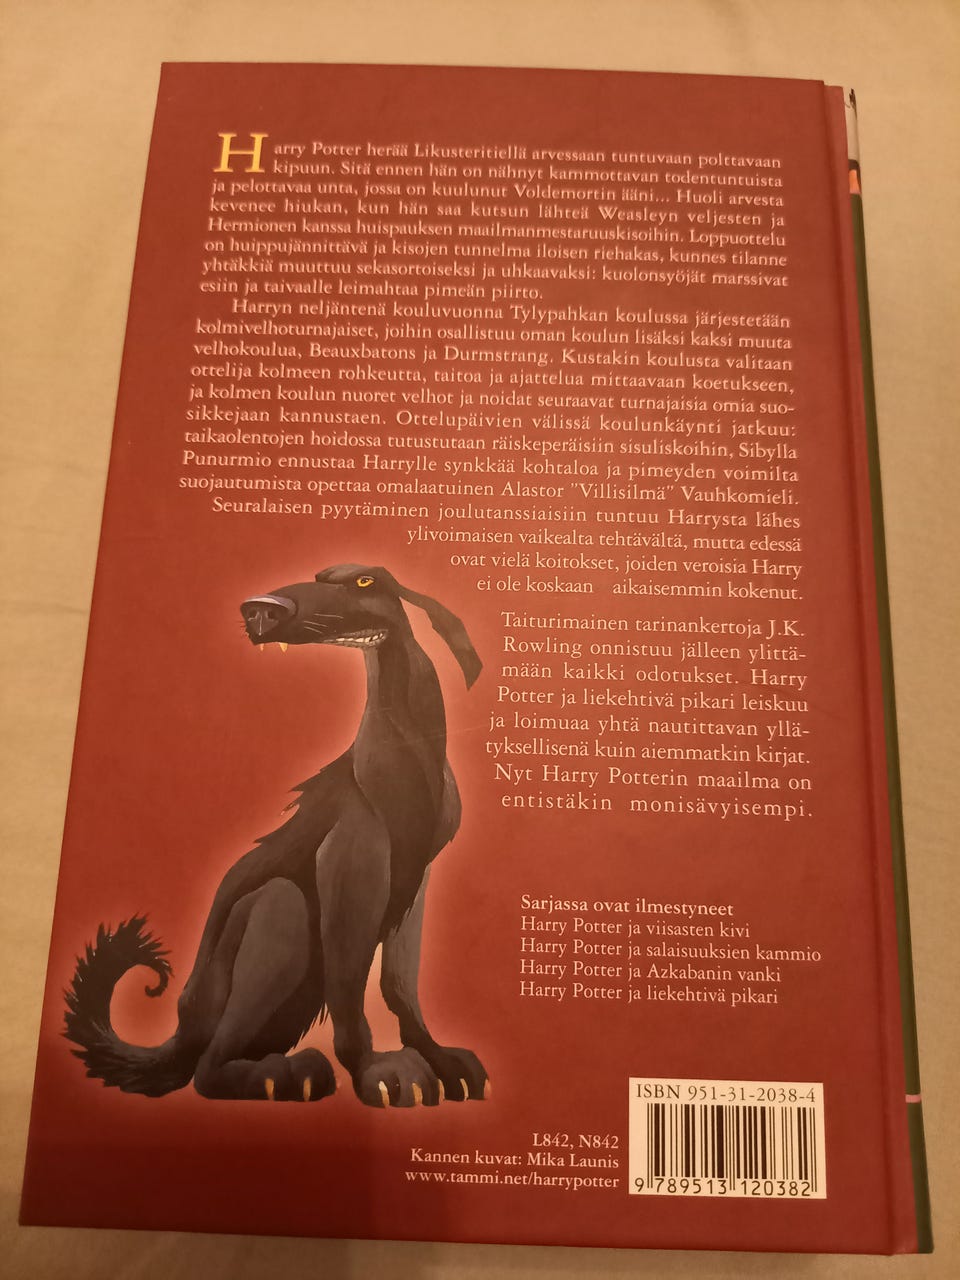 Harry Potter herää Likusteritiellä arvessaan tuntuvaan polttavaan
kipuun. Sitä ennen hän on nähnyt kammottavan todentuntuista
ja pelottavaa unta, jossa on kuulunut Voldemortin ääni... Huoli arvesta
kevenee hiukan, kun hän saa kutsun lähteä Weasleyn veljesten ja
Hermionen kanssa huispauksen maailmanmestaruuskisoihin. Loppuottelu
on huippujännittävä ja kisojen tunnelma iloisen riehakas, kunnes tilanne
yhtäkkiä muuttuu sekasortoiseksi ja uhkaavaksi: kuolonsyöjät marssivat
esiin ja taivaalle leimahtaa pimeän piirto.
Harryn neljäntenä kouluvuonna Tylypahkan koulussa järjestetään
kolmivelhoturnajaiset, joihin osallistuu oman koulun lisäksi kaksi muuta
velhokoulua, Beauxbatons ja Durmstrang. Kustakin koulusta valitaan
ottelija kolmeen rohkeutta, taitoa ja ajattelua mittaavaan koetukseen,
ja kolmen koulun nuoret velhot ja noidat seuraavat turnajaisia omia suo-
sikkejaan kannustaen. Ottelupäivien välissä koulunkäynti jatkuu:
taikaolentojen hoidossa tutustutaan räiskeperäisiin sisuliskoihin, Sibylla
Punurmio ennustaa Harrylle synkkää kohtaloa ja pimeyden voimilta
suojautumista opettaa omalaatuinen Alastor "Villisilmä" Vauhkomieli.
Seuralaisen pyytäminen joulutanssiaisiin tuntuu Harrysta lähes
ylivoimaisen vaikealta tehtävältä, mutta edessä
ovat vielä koitokset, joiden veroisia Harry
ei ole koskaan aikaisemmin kokenut.
Taiturimainen tarinankertoja J.K.
Rowling onnistuu jälleen ylittä-
mään kaikki odotukset. Harry
Potter ja liekehtivä pikari leiskuu
ja loimuaa yhtä nautittavan yllä-
tyksellisenä kuin aiemmatkin kirjat.
Nyt Harry Potterin maailma on
entistäkin monisävyisempi.
Sarjassa ovat ilmestyneet
Harry Potter ja viisasten kivi
Harry Potter ja salaisuuksien kammio
Harry Potter ja Azkabanin vanki
Harry Potter ja liekehtivä pikari
ISBN 951-31-2038-4
L842, N842
Kannen kuvat: Mika Launis
www.tammi.net/harrypotter
9 789513 120382